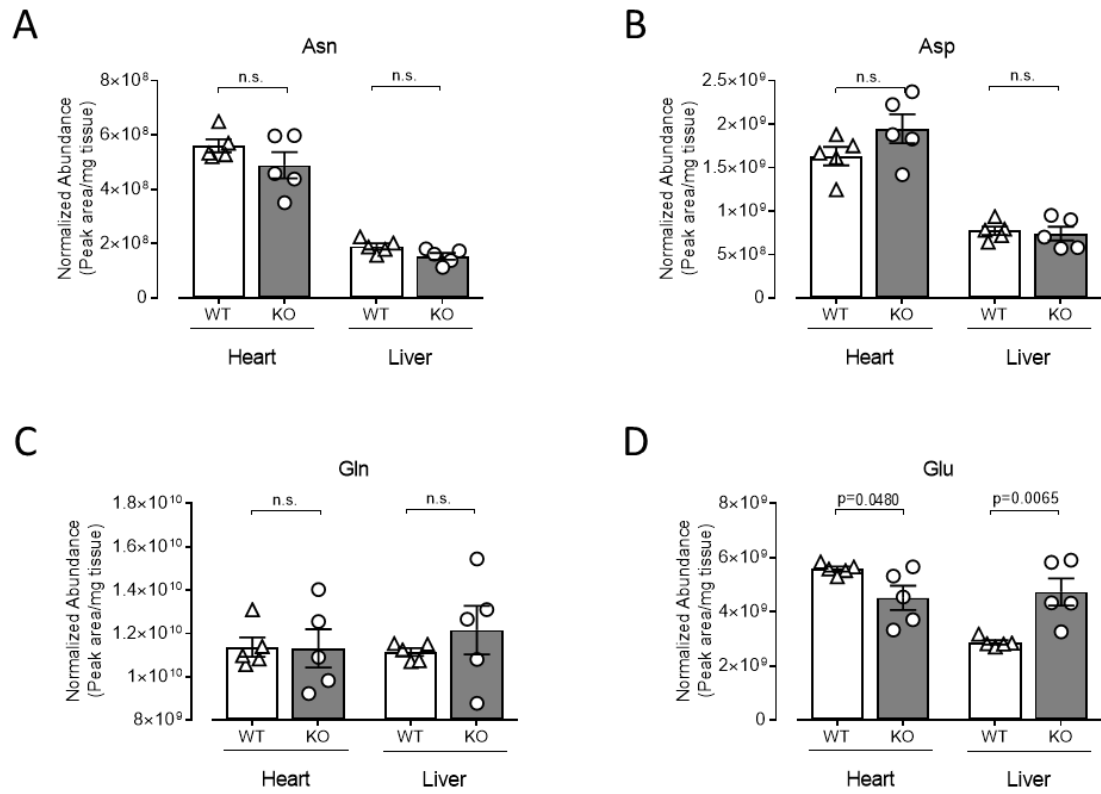 A
Asn
Normalized Abundance
(Peak area/mg tissue)
8×10⁸
6×10⁸
4×10⁸
2×10⁸
0
n.s.
n.s.
WT
KO
WT
KO
Heart
Liver
B
Asp
Normalized Abundance
(Peak area/mg tissue)
2.5×10⁹
2×10⁹
1.5×10⁹
1×10⁹
5×10⁸
0
n.s.
n.s.
WT
KO
WT
KO
Heart
Liver
C
Gln
Normalized Abundance
(Peak area/mg tissue)
1.8×10¹⁰
1.6×10¹⁰
1.4×10¹⁰
1.2×10¹⁰
1×10¹⁰
8×10⁹
n.s.
n.s.
WT
KO
WT
KO
Heart
Liver
D
Glu
Normalized Abundance
(Peak area/mg tissue)
8×10⁹
6×10⁹
4×10⁹
2×10⁹
0
p=0.0480
p=0.0065
WT
KO
WT
KO
Heart
Liver